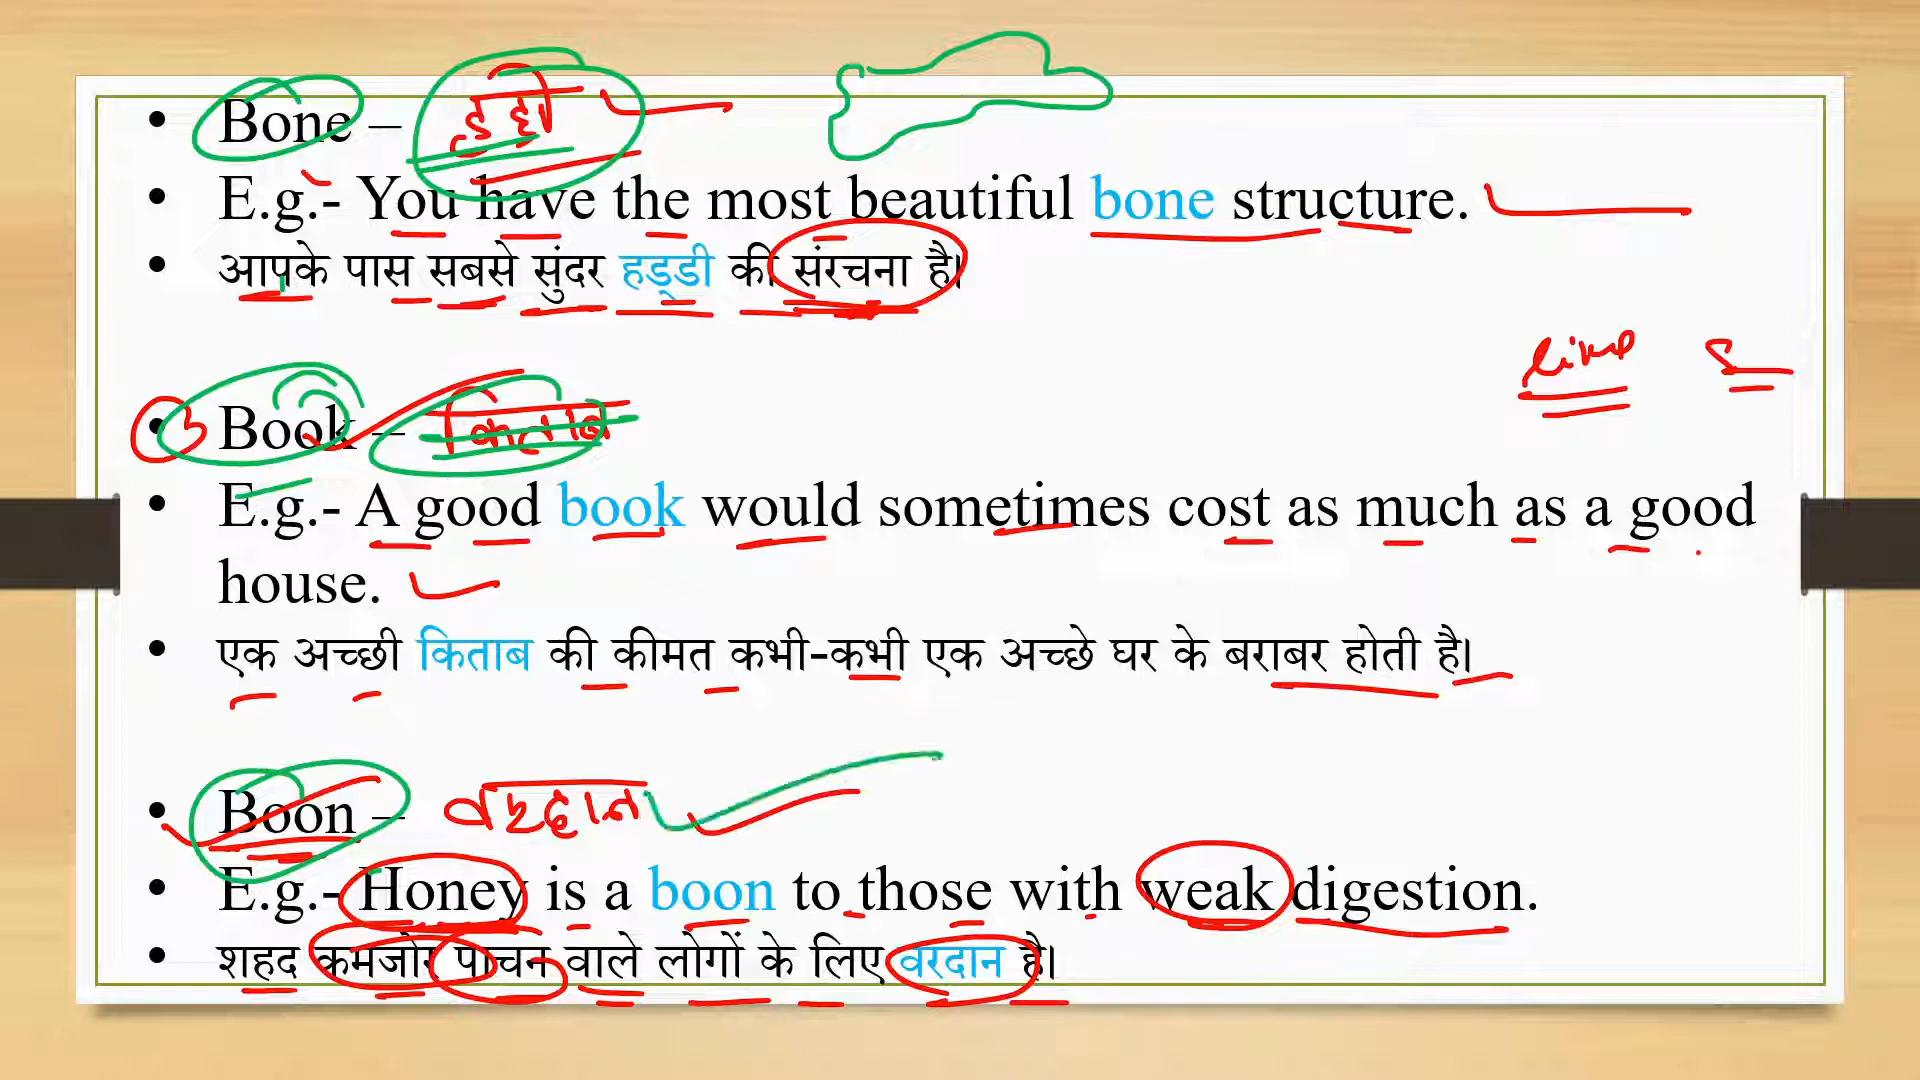 • Bone – हड्डी
• E.g.- You have the most beautiful bone structure.
• आपके पास सबसे सुंदर हड्डी की संरचना है।
• Book – किताब
• E.g.- A good book would sometimes cost as much as a good
house.
• एक अच्छी किताब की कीमत कभी-कभी एक अच्छे घर के बराबर होती है।
• Boon – वरदान
• E.g.- Honey is a boon to those with weak digestion.
• शहद कमजोर पाचन वाले लोगों के लिए वरदान है।